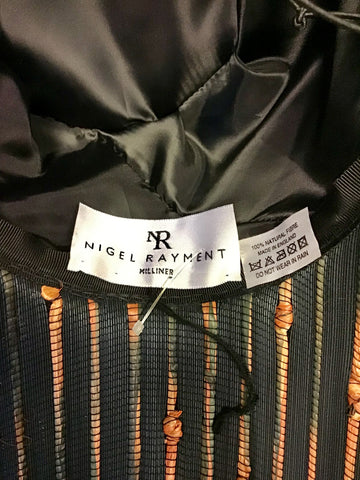 NR
NIGEL RAYMENT
MILLINER
100% NATURAL FIBRE
MADE IN ENGLAND
DO NOT WEAR IN RAIN